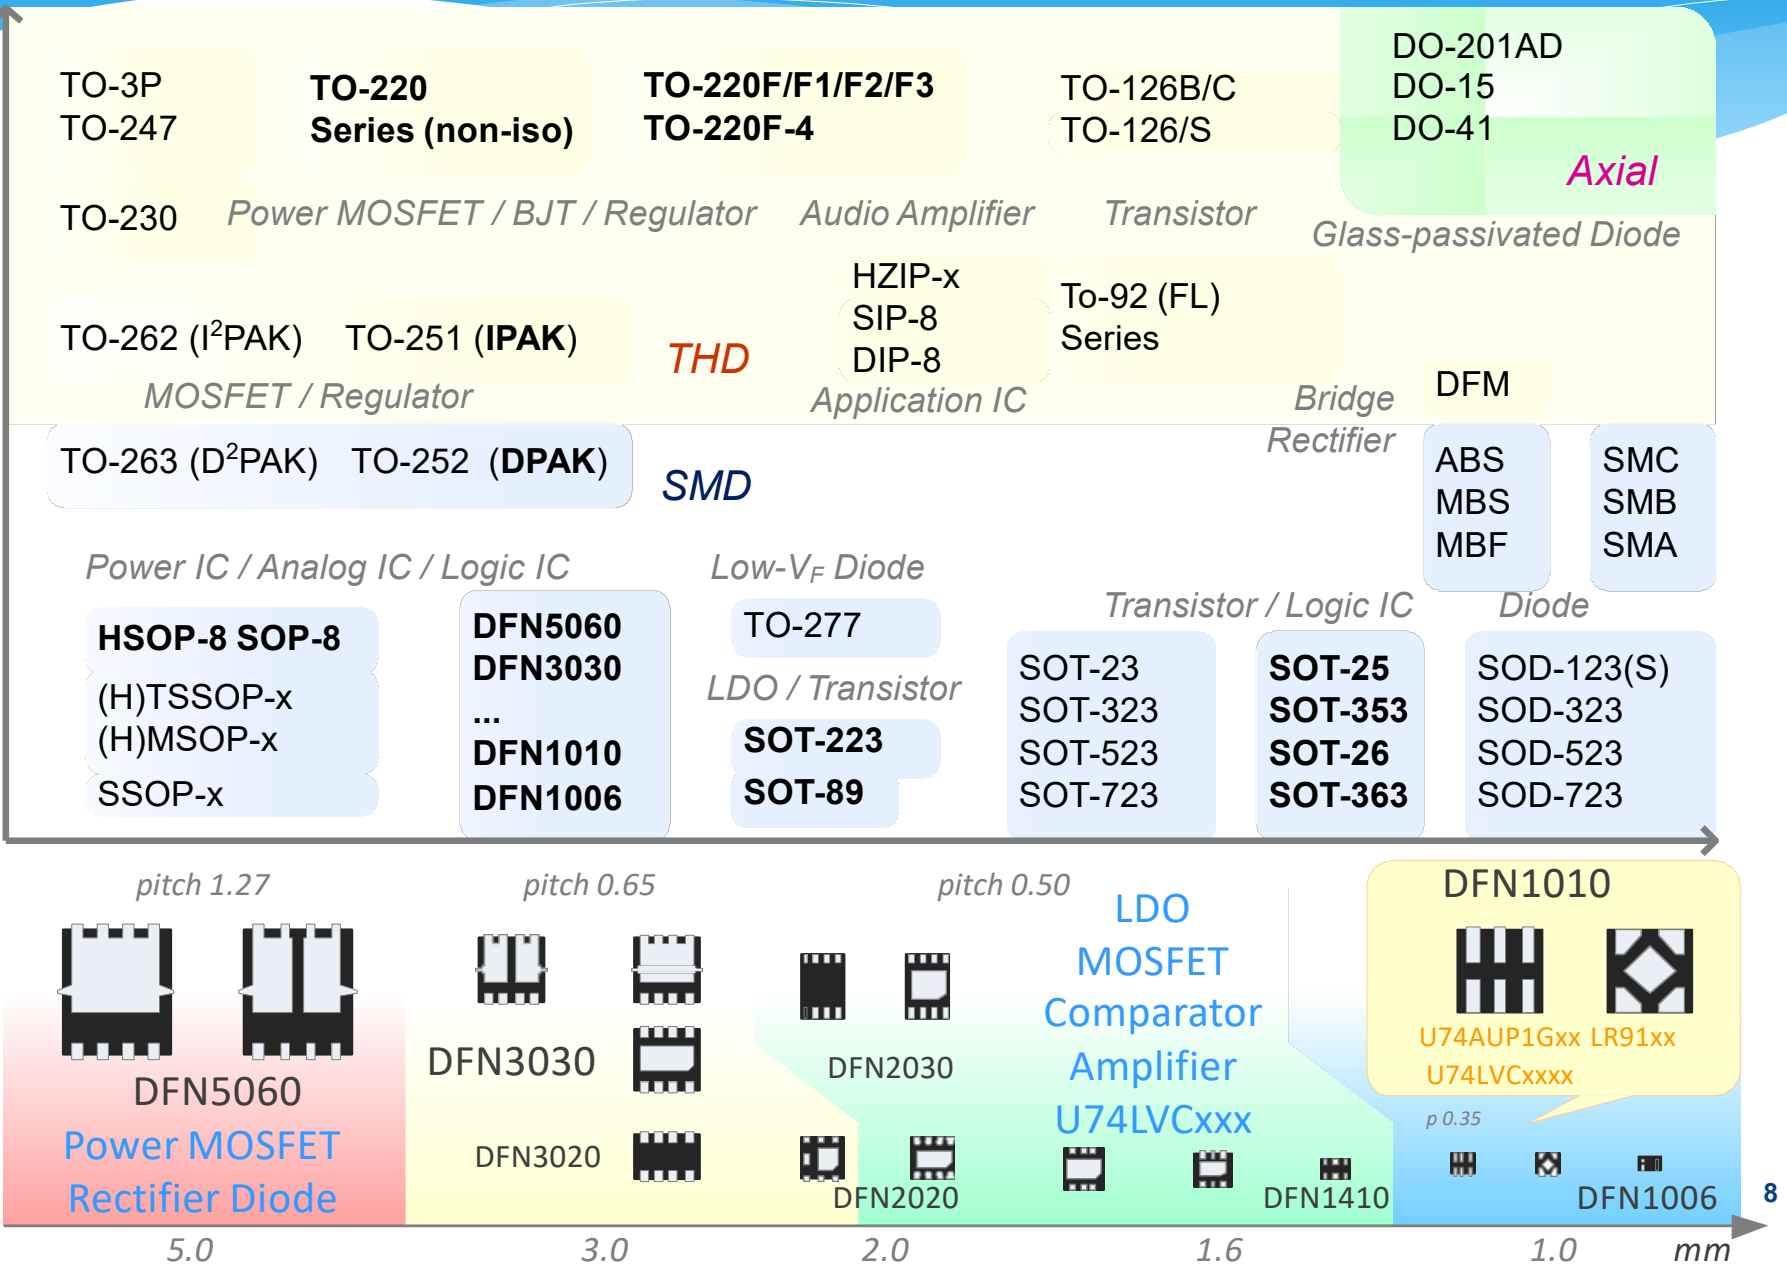 TO-3P
TO-247
TO-220
Series (non-iso)
TO-220F/F1/F2/F3
TO-220F-4
TO-126B/C
TO-126/S
DO-201AD
DO-15
DO-41
Axial
TO-230
Power MOSFET / BJT / Regulator
Audio Amplifier
Transistor
Glass-passivated Diode
HZIP-x
SIP-8
DIP-8
To-92 (FL)
Series
TO-262 (I²PAK)
TO-251 (IPAK)
THD
MOSFET / Regulator
Application IC
Bridge
Rectifier
DFM
TO-263 (D²PAK)
TO-252 (DPAK)
SMD
ABS
MBS
MBF
SMC
SMB
SMA
Power IC / Analog IC / Logic IC
Low-VF Diode
Transistor / Logic IC
Diode
HSOP-8 SOP-8
(H)TSSOP-x
(H)MSOP-x
SSOP-x
DFN5060
DFN3030
...
DFN1010
DFN1006
TO-277
LDO / Transistor
SOT-223
SOT-89
SOT-23
SOT-323
SOT-523
SOT-723
SOT-25
SOT-353
SOT-26
SOT-363
SOD-123(S)
SOD-323
SOD-523
SOD-723
pitch 1.27
pitch 0.65
pitch 0.50
DFN5060
Power MOSFET
Rectifier Diode
DFN3030
DFN3020
DFN2030
DFN2020
LDO
MOSFET
Comparator
Amplifier
U74LVCxxx
DFN1410
DFN1010
U74AUP1Gxx LR91xx
U74LVCxxxx
p 0.35
DFN1006
8
5.0
3.0
2.0
1.6
1.0
mm